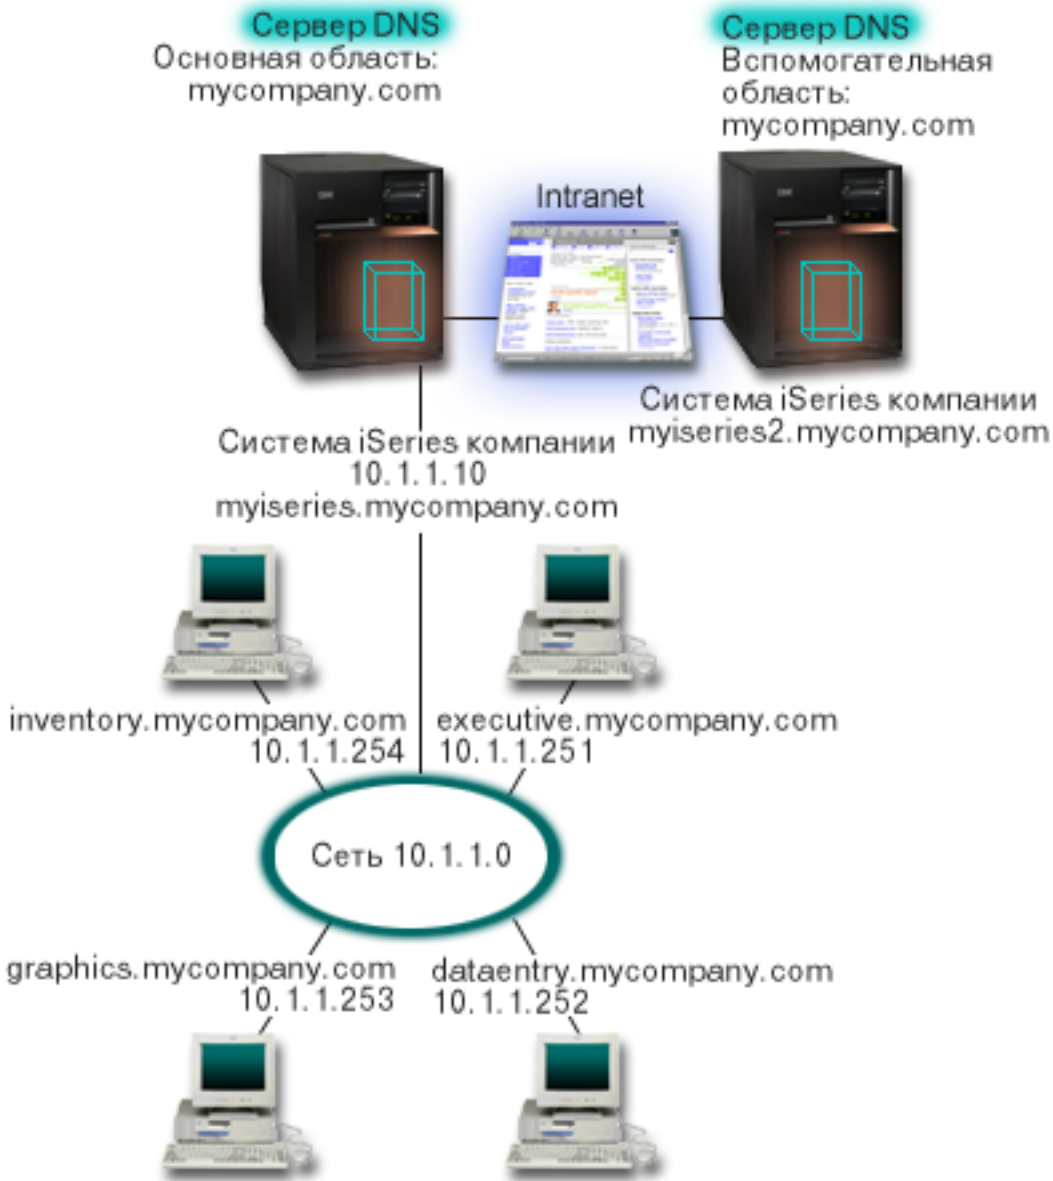 Сервер DNS
Основная область:
mycompany.com
Сервер DNS
Вспомогательная
область:
mycompany.com
Intranet
Система iSeries компании
10.1.1.10
myiseries.mycompany.com
Система iSeries компании
myiseries2.mycompany.com
inventory.mycompany.com
10.1.1.254
executive.mycompany.com
10.1.1.251
Сеть 10.1.1.0
graphics.mycompany.com
10.1.1.253
dataentry.mycompany.com
10.1.1.252